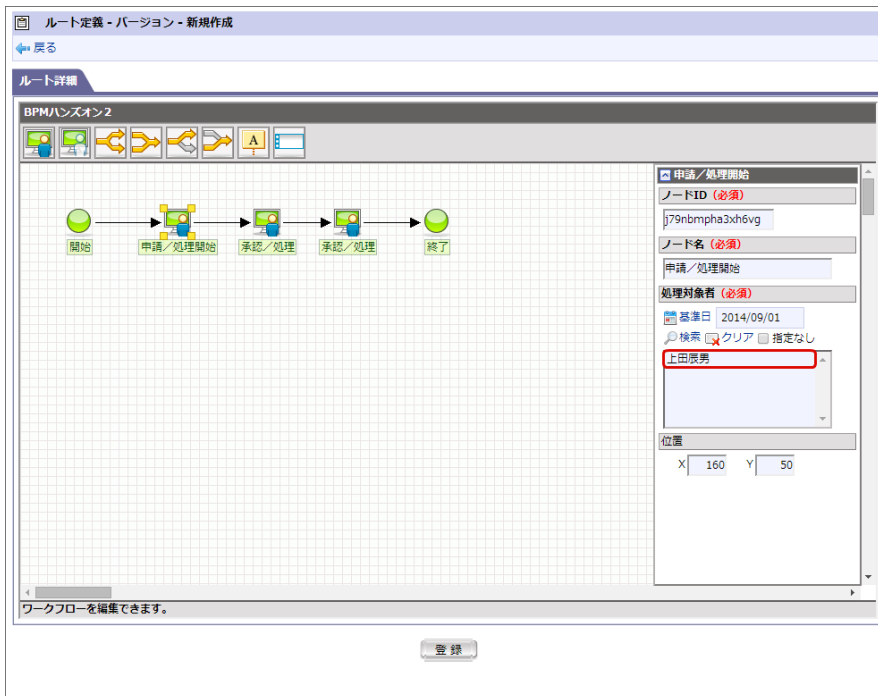 ルート定義 - バージョン - 新規作成
戻る
ルート詳細
BPMハンズオン2
A
開始
申請／処理開始
承認／処理
承認／処理
終了
申請／処理開始
ノードID（必須）
j79nbmpha3xh6vg
ノード名（必須）
申請／処理開始
処理対象者（必須）
基準日 2014/09/01
検索 クリア 指定なし
上田辰男
位置
X 160 Y 50
ワークフローを編集できます。
登録